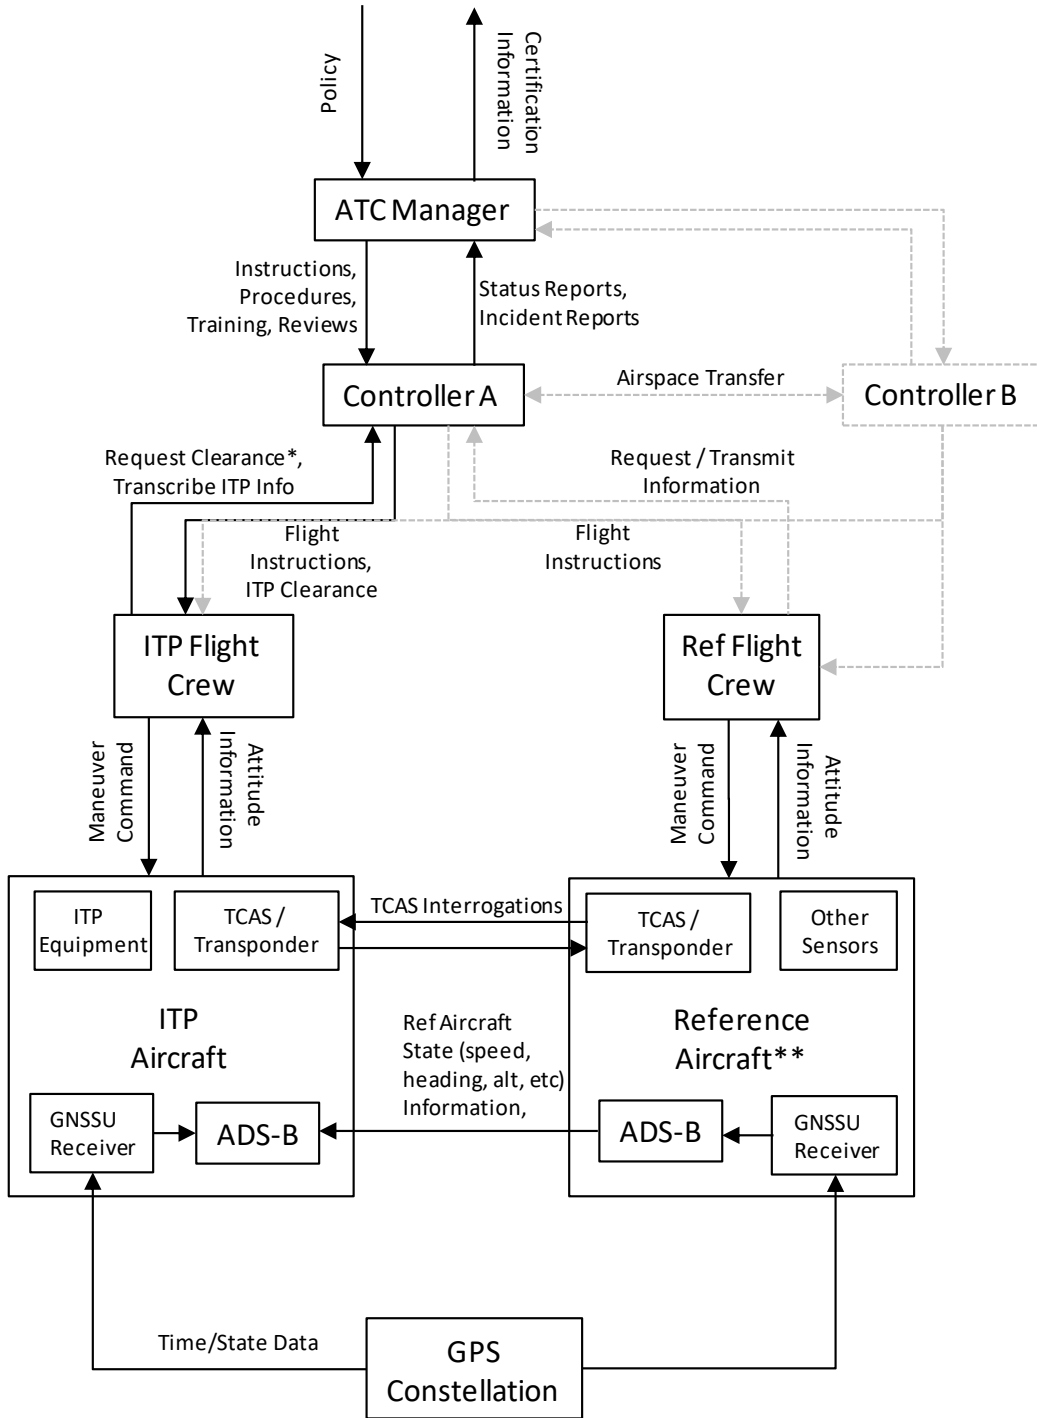 Policy
Certification
Information
ATC Manager
Instructions,
Procedures,
Training, Reviews
Status Reports,
Incident Reports
Controller A
Airspace Transfer
Controller B
Request Clearance*,
Transcribe ITP Info
Request / Transmit
Information
Flight
Instructions,
ITP Clearance
Flight
Instructions
ITP Flight
Crew
Ref Flight
Crew
Maneuver
Command
Attitude
Information
Maneuver
Command
Attitude
Information
ITP
Equipment
TCAS /
Transponder
TCAS Interrogations
TCAS /
Transponder
Other
Sensors
ITP
Aircraft
Ref Aircraft
State (speed,
heading, alt, etc)
Information,
Reference
Aircraft**
GNSSU
Receiver
ADS-B
ADS-B
GNSSU
Receiver
Time/State Data
GPS
Constellation